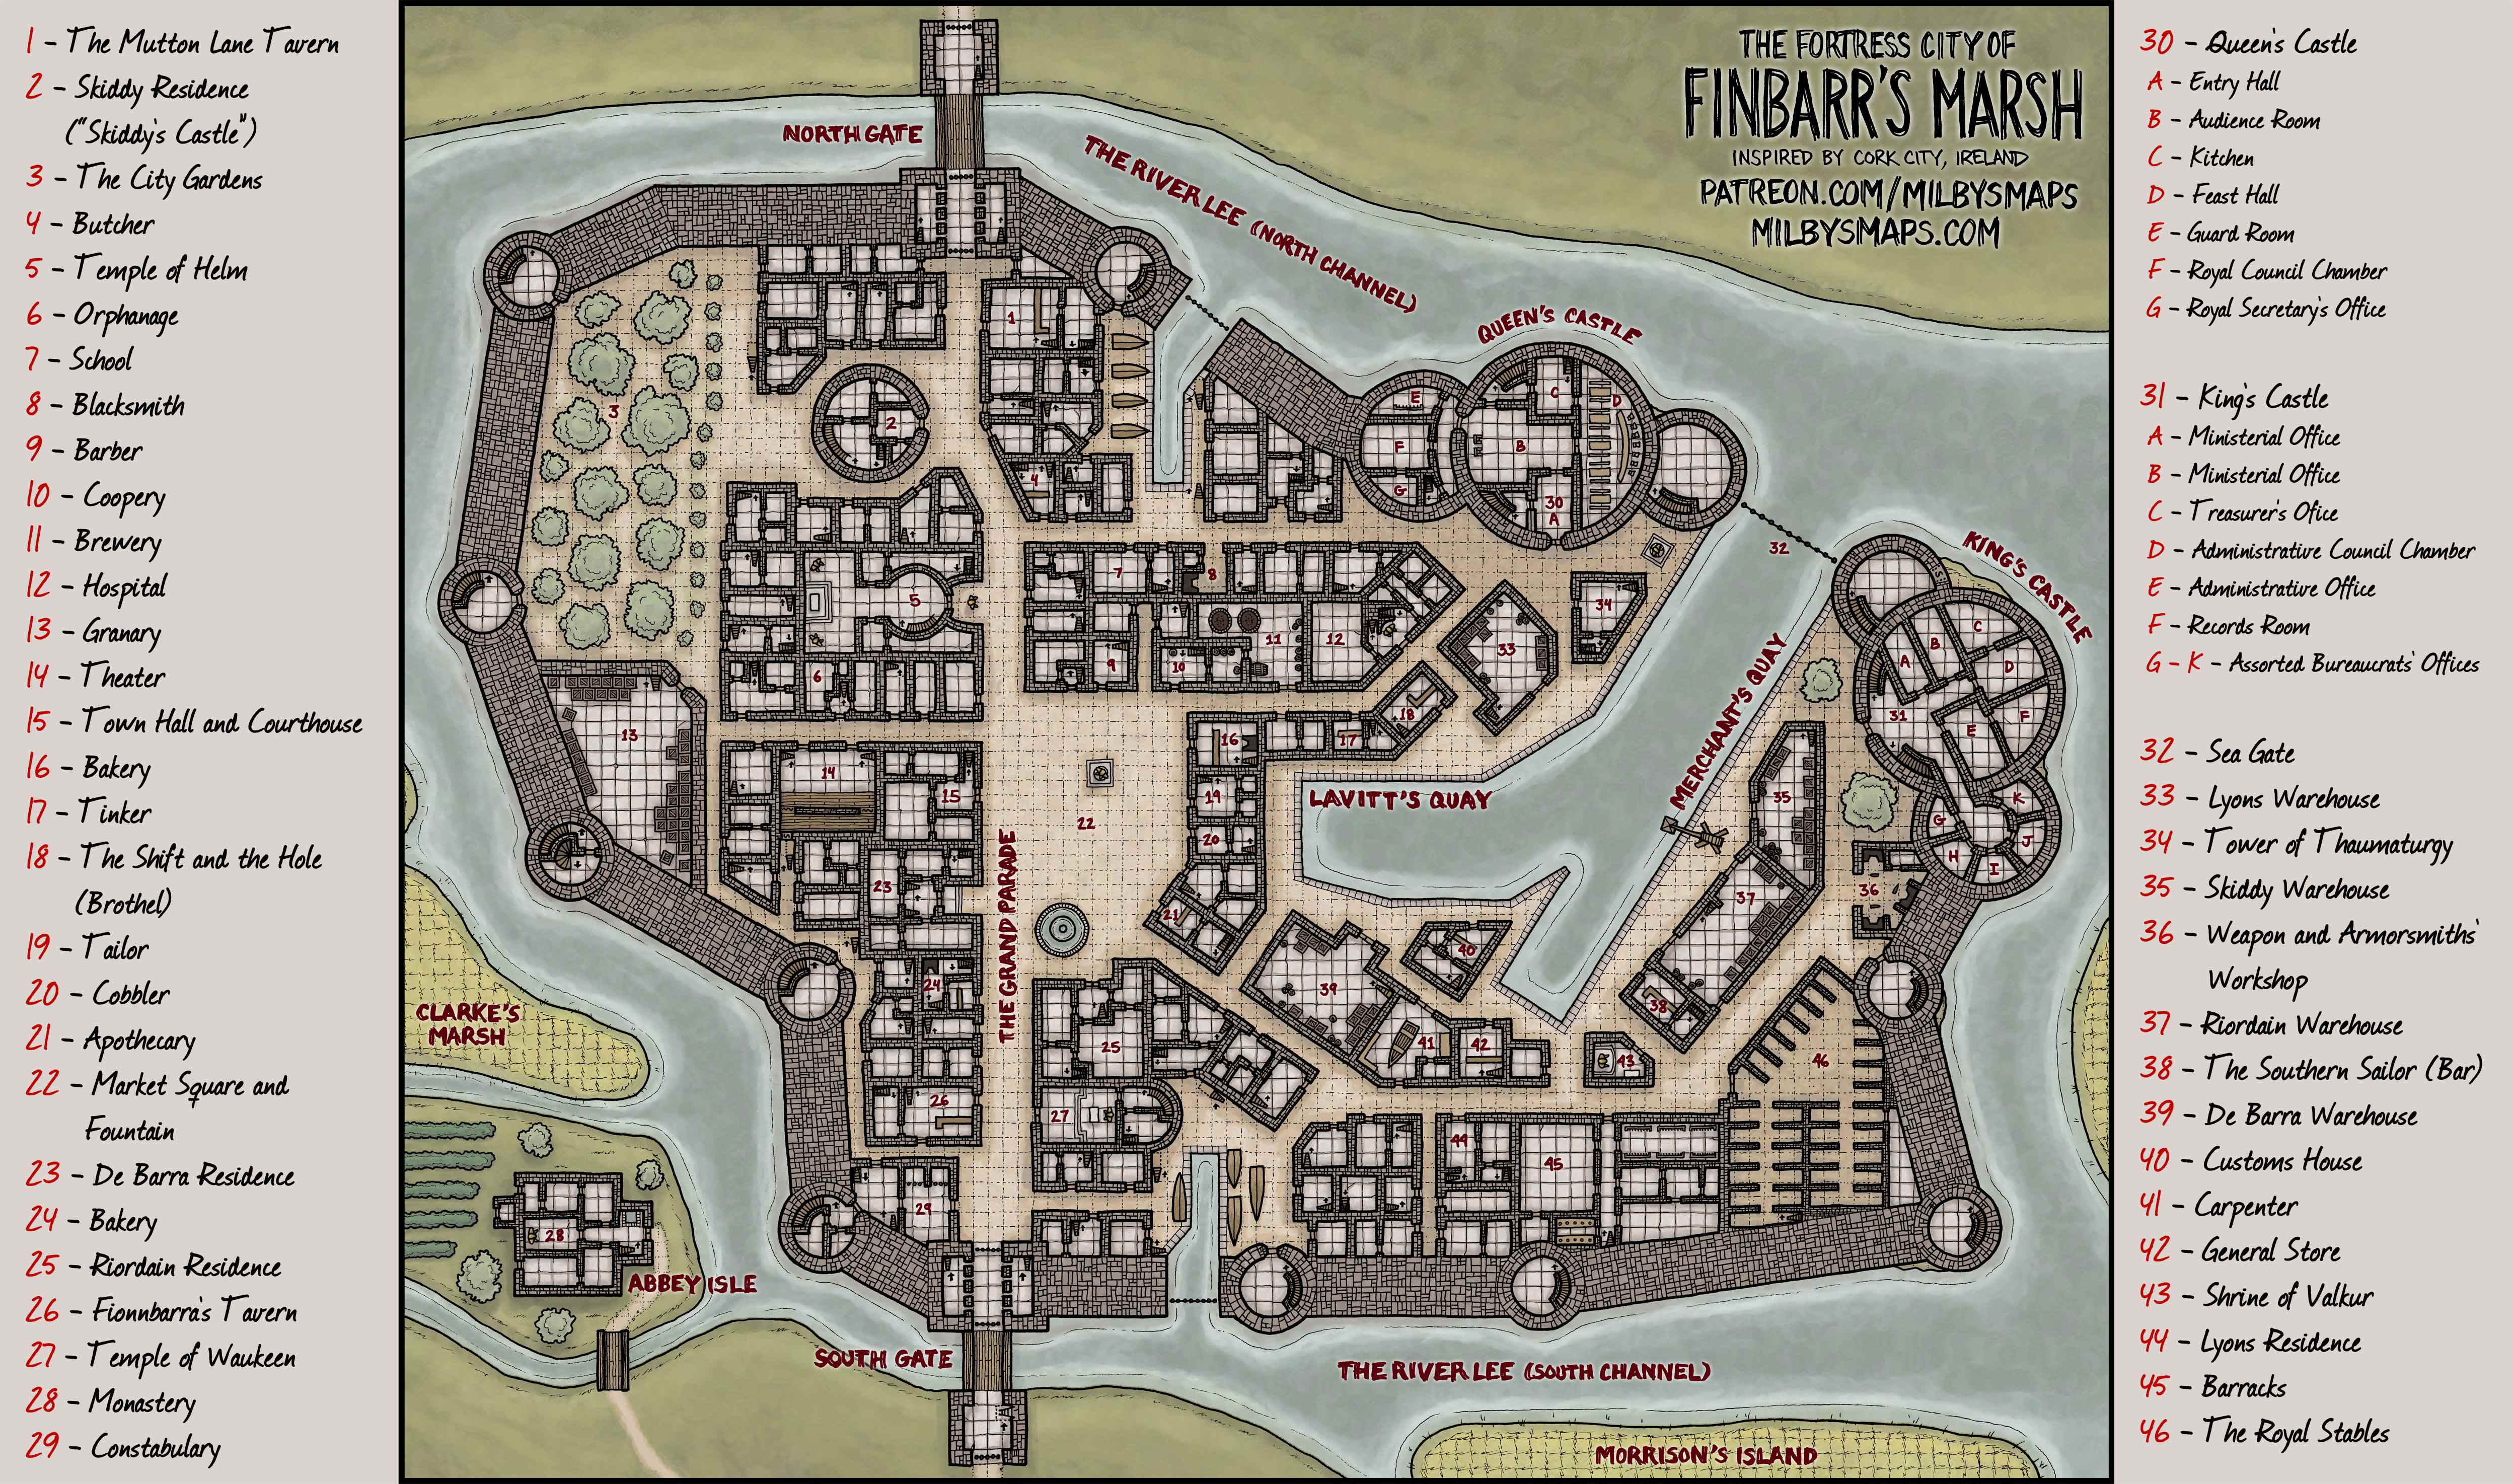 1 - The Mutton Lane Tavern
2 - Skiddy Residence
("Skiddy's Castle")
3 - The City Gardens
4 - Butcher
5 - Temple of Helm
6 - Orphanage
7 - School
8 - Blacksmith
9 - Barber
10 - Coopery
11 - Brewery
12 - Hospital
13 - Granary
14 - Theater
15 - Town Hall and Courthouse
16 - Bakery
17 - Tinker
18 - The Shift and the Hole
(Brothel)
19 - Tailor
20 - Cobbler
21 - Apothecary
22 - Market Square and
Fountain
23 - De Barra Residence
24 - Bakery
25 - Riordain Residence
26 - Fionnbarra's Tavern
27 - Temple of Waukeen
28 - Monastery
29 - Constabulary
THE FORTRESS CITY OF
FINBARR'S MARSH
INSPIRED BY CORK CITY, IRELAND
PATREON.COM/MILBYSMAPS
MILBYSMAPS.COM
NORTH GATE
THE RIVER LEE (NORTH CHANNEL)
QUEEN'S CASTLE
KING'S CASTLE
MERCHANT'S QUAY
LAVITT'S QUAY
THE GRAND PARADE
CLARKE'S
MARSH
ABBEY ISLE
SOUTH GATE
THE RIVER LEE (SOUTH CHANNEL)
MORRISON'S ISLAND
1
2
3
4
5
6
7
8
9
10
11
12
13
14
15
16
17
18
19
20
21
22
23
24
25
26
27
28
29
30
A
B
C
D
E
F
G
31
A
B
C
D
E
F
G
H
I
J
K
32
33
34
35
36
37
38
39
40
41
42
43
44
45
46
30 - Queen's Castle
A - Entry Hall
B - Audience Room
C - Kitchen
D - Feast Hall
E - Guard Room
F - Royal Council Chamber
G - Royal Secretary's Office
31 - King's Castle
A - Ministerial Office
B - Ministerial Office
C - Treasurer's Ofice
D - Administrative Council Chamber
E - Administrative Office
F - Records Room
G - K - Assorted Bureaucrats' Offices
32 - Sea Gate
33 - Lyons Warehouse
34 - Tower of Thaumaturgy
35 - Skiddy Warehouse
36 - Weapon and Armorsmiths'
Workshop
37 - Riordain Warehouse
38 - The Southern Sailor (Bar)
39 - De Barra Warehouse
40 - Customs House
41 - Carpenter
42 - General Store
43 - Shrine of Valkur
44 - Lyons Residence
45 - Barracks
46 - The Royal Stables